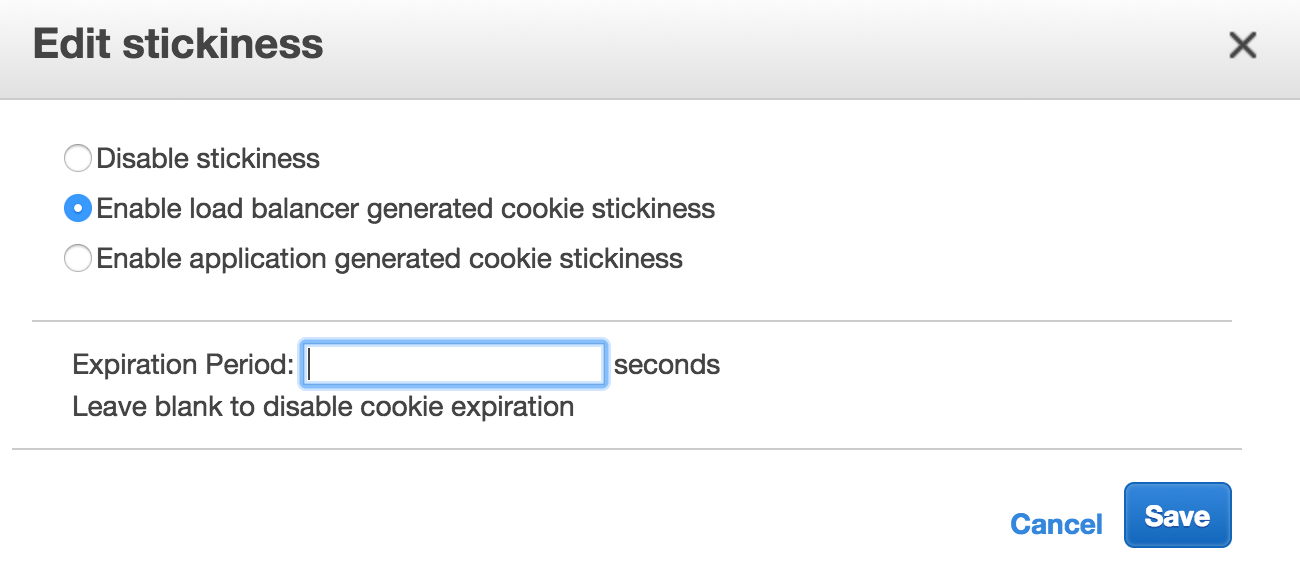 Edit stickiness
Disable stickiness
Enable load balancer generated cookie stickiness
Enable application generated cookie stickiness
Expiration Period: seconds
Leave blank to disable cookie expiration
Cancel Save